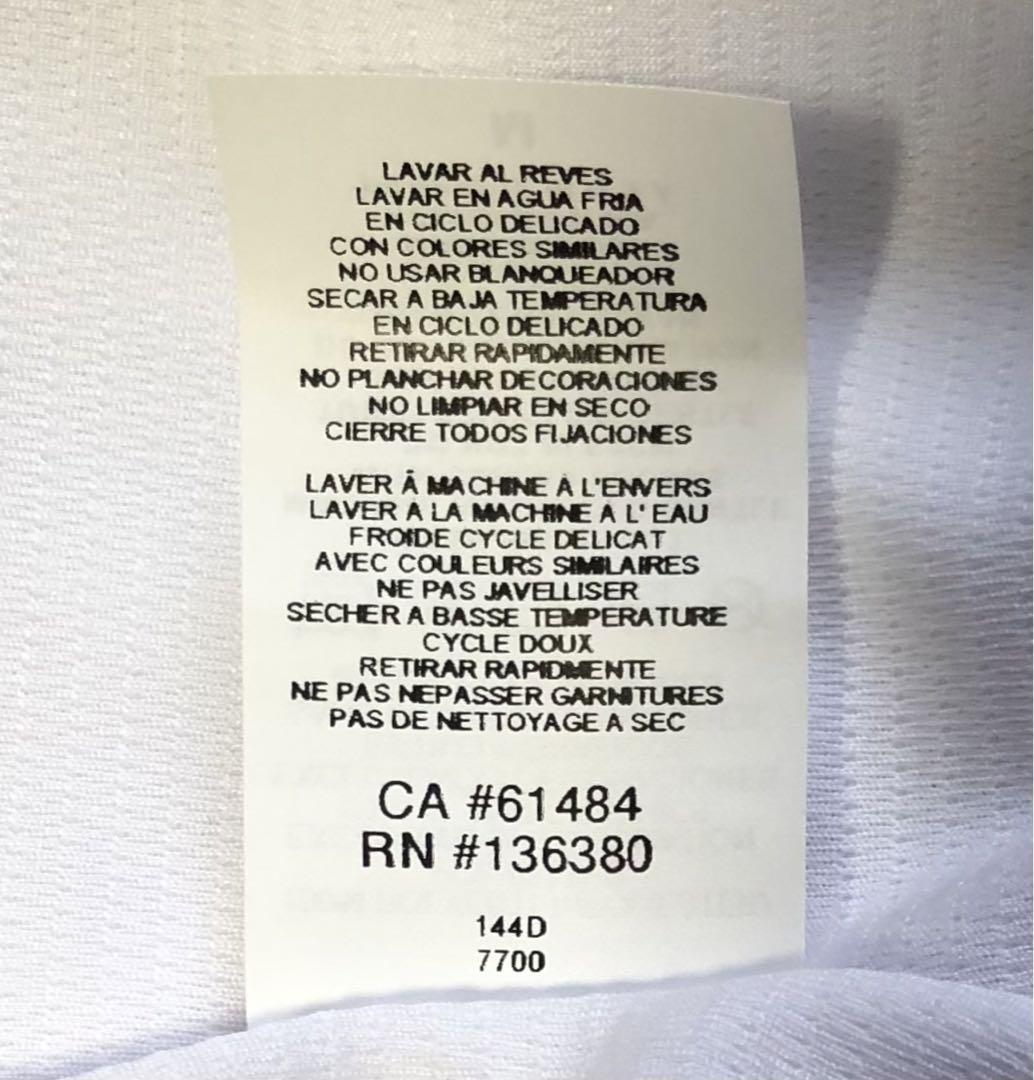 LAVAR AL REVES
LAVAR EN AGUA FRIA
EN CICLO DELICADO
CON COLORES SIMILARES
NO USAR BLANQUEADOR
SECAR A BAJA TEMPERATURA
EN CICLO DELICADO
RETIRAR RAPIDAMENTE
NO PLANCHAR DECORACIONES
NO LIMPIAR EN SECO
CIERRE TODOS FIJACIONES
LAVER Á MACHINE À L'ENVERS
LAVER A LA MACHINE A L' EAU
FROIDE CYCLE DELICAT
AVEC COULEURS SIMILAIRES
NE PAS JAVELLISER
SECHER A BASSE TEMPERATURE
CYCLE DOUX
RETIRAR RAPIDMENTE
NE PAS NEPASSER GARNITURES
PAS DE NETTOYAGE A SEC
CA #61484
RN #136380
144D
7700